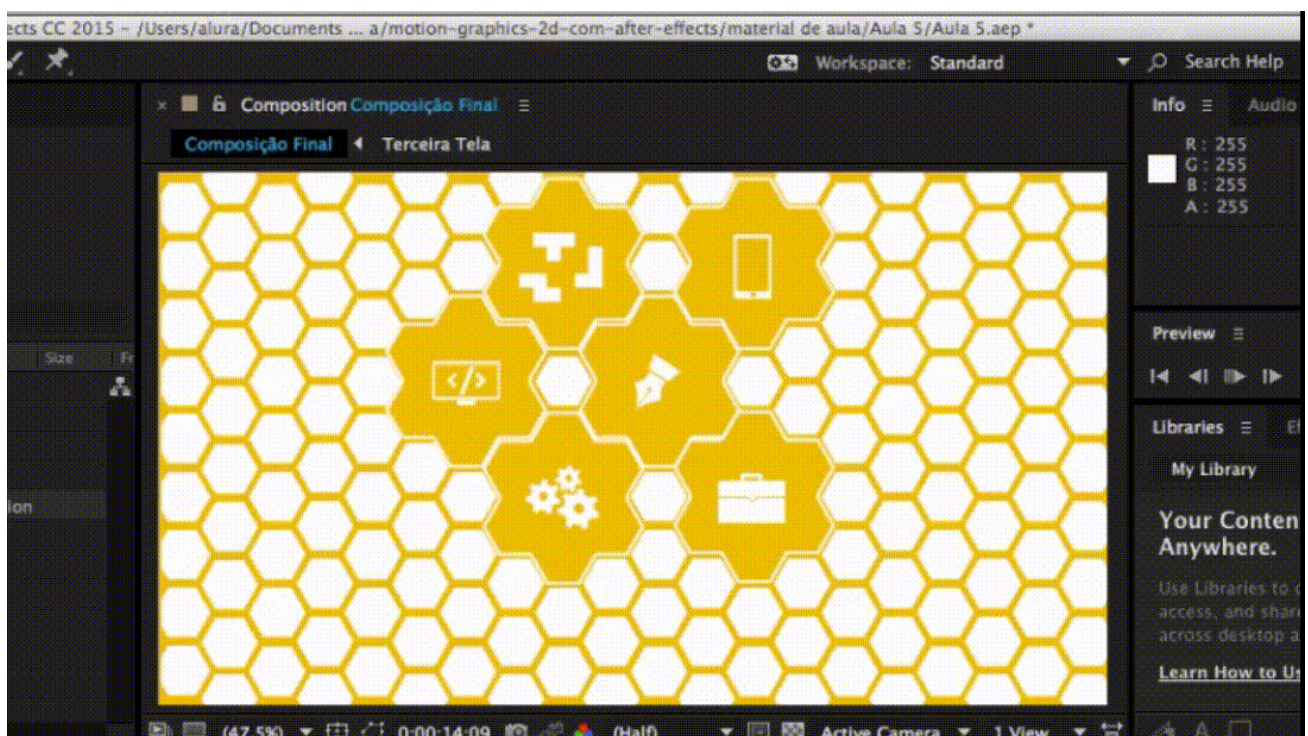 ects CC 2015 - /Users/alura/Documents ... a/motion-graphics-2d-com-after-effects/material de aula/Aula 5/Aula 5.aep *
Workspace: Standard
Search Help
Composition Composição Final
Composição Final
Terceira Tela
</>
Info
Audio
R: 255
G: 255
B: 255
A: 255
Preview
Size
Libraries
My Library
ion
Your Conten
Anywhere.
Use Libraries to
access, and shar
across desktop a
Learn How to Us
(47,5%)
0:00:14:09
(Half)
Active Camera
1 View